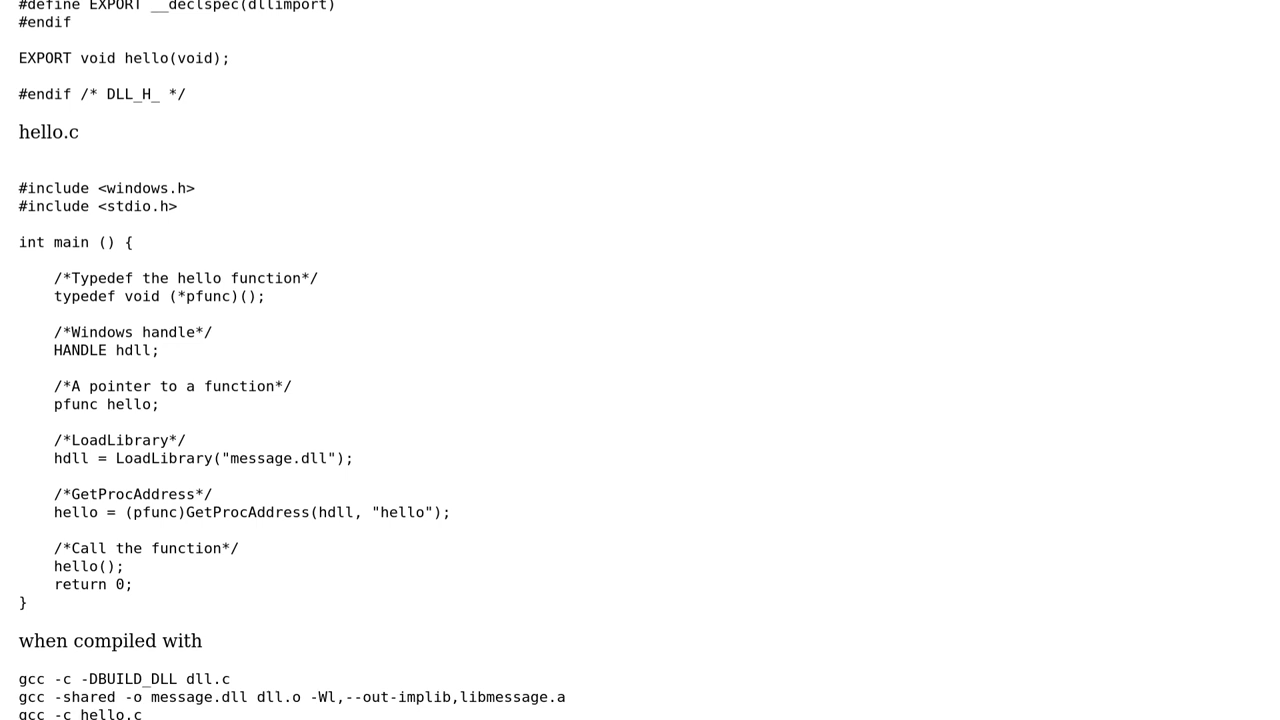 #define EXPORT __declspec(dllimport)
#endif
EXPORT void hello(void);
#endif /* DLL_H_ */
hello.c
#include <windows.h>
#include <stdio.h>
int main () {
/*Typedef the hello function*/
typedef void (*pfunc)();
/*Windows handle*/
HANDLE hdll;
/*A pointer to a function*/
pfunc hello;
/*LoadLibrary*/
hdll = LoadLibrary("message.dll");
/*GetProcAddress*/
hello = (pfunc)GetProcAddress(hdll, "hello");
/*Call the function*/
hello();
return 0;
}
when compiled with
gcc -c -DBUILD_DLL dll.c
gcc -shared -o message.dll dll.o -Wl,--out-implib,libmessage.a
gcc -c hello.c